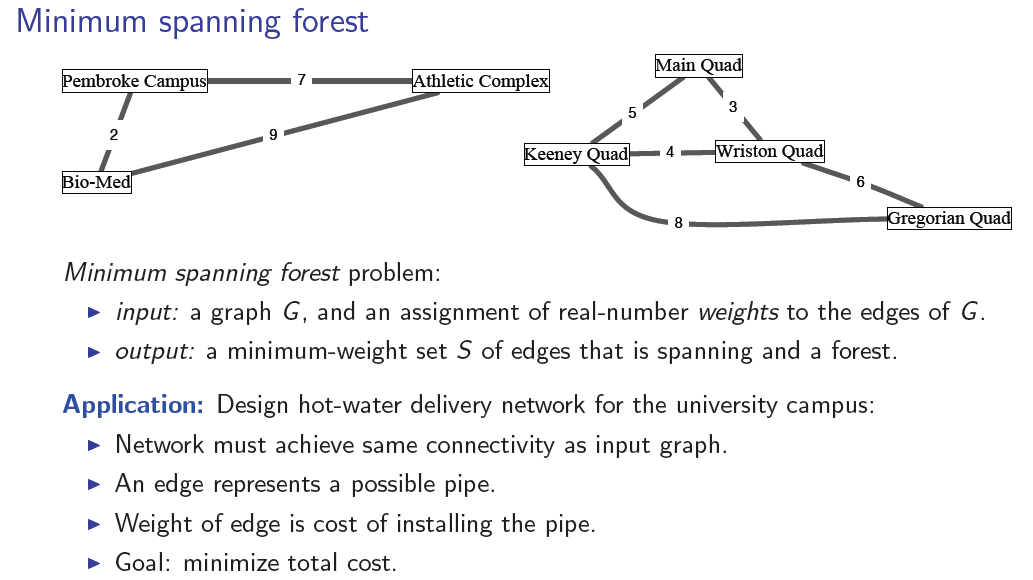 Minimum spanning forest
Main Quad
Pembroke Campus 7 Athletic Complex
5 3
2 9
Keeney Quad 4 Wriston Quad
Bio-Med 6
8 Gregorian Quad
Minimum spanning forest problem:
▶ input: a graph G, and an assignment of real-number weights to the edges of G.
▶ output: a minimum-weight set S of edges that is spanning and a forest.
Application: Design hot-water delivery network for the university campus:
▶ Network must achieve same connectivity as input graph.
▶ An edge represents a possible pipe.
▶ Weight of edge is cost of installing the pipe.
▶ Goal: minimize total cost.